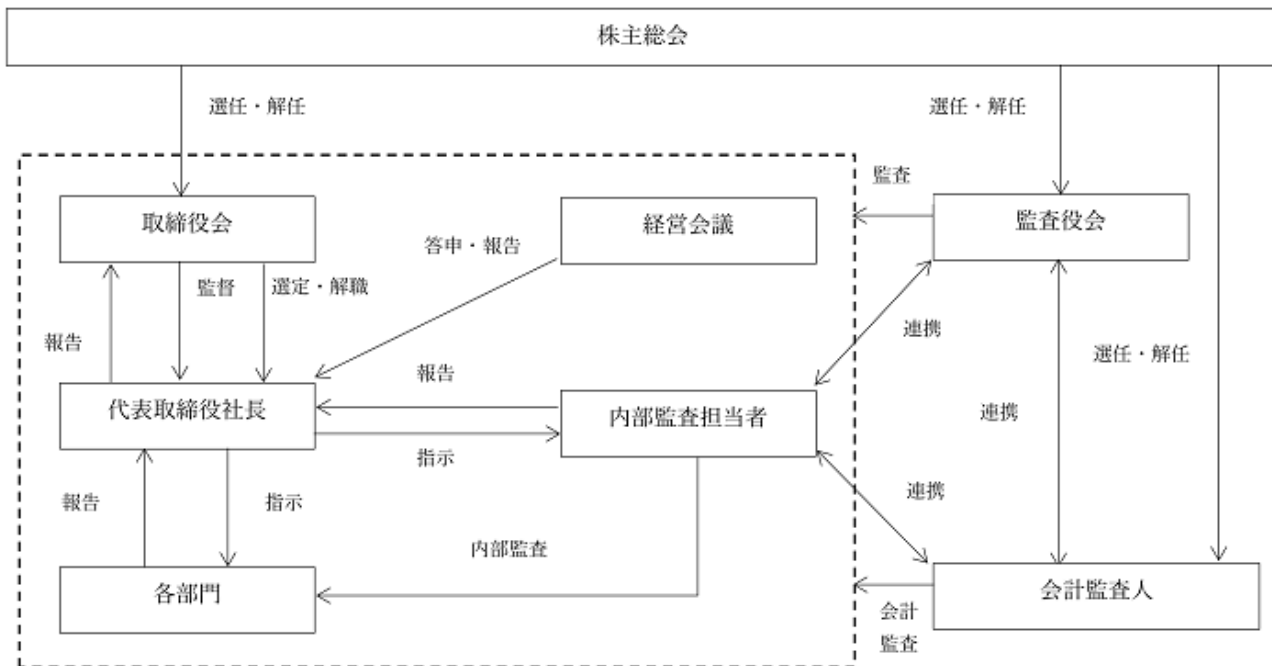 株主総会
選任・解任
選任・解任
監査
取締役会
経営会議
監査役会
答申・報告
監督
選定・解職
報告
連携
選任・解任
報告
代表取締役社長
内部監査担当者
連携
指示
報告
指示
連携
内部監査
各部門
会計監査人
会計
監査